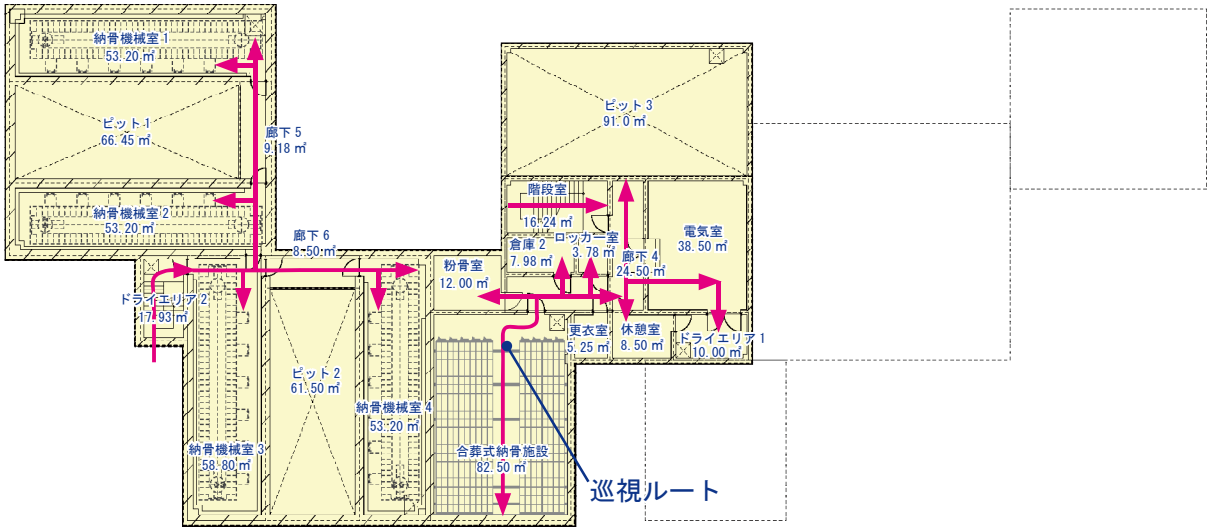 納骨機械室 1
53.20 ㎡
ピット 1
66.45 ㎡
廊下 5
9.18 ㎡
納骨機械室 2
53.20 ㎡
廊下 6
8.50 ㎡
ドライエリア 2
17.93 ㎡
ピット 2
61.50 ㎡
納骨機械室 3
58.80 ㎡
納骨機械室 4
53.20 ㎡
ピット 3
91.0 ㎡
階段室
16.24 ㎡
倉庫 2
7.98 ㎡
ロッカー室
3.78 ㎡
廊下 4
24.50 ㎡
電気室
38.50 ㎡
粉骨室
12.00 ㎡
更衣室
5.25 ㎡
休憩室
8.50 ㎡
ドライエリア 1
10.00 ㎡
合葬式納骨施設
82.50 ㎡
巡視ルート